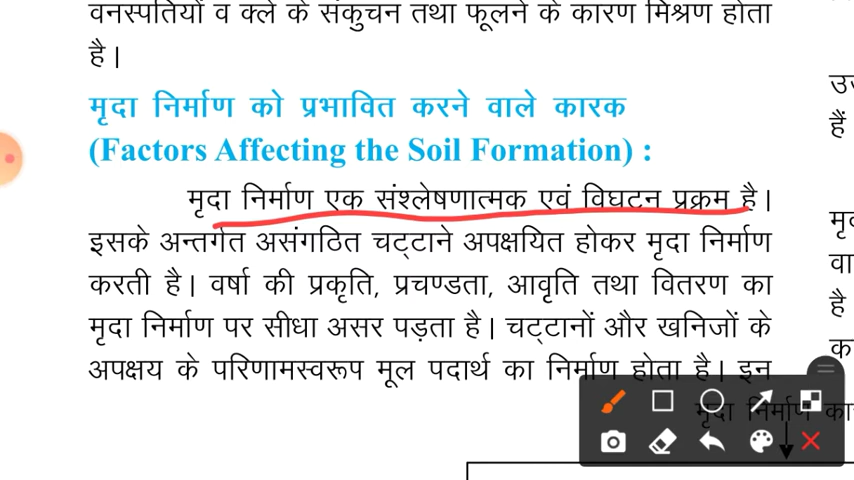 वनस्पतियों व क्ले के संकुचन तथा फूलने के कारण मिश्रण होता
है।
मृदा निर्माण को प्रभावित करने वाले कारक
(Factors Affecting the Soil Formation) :
मृदा निर्माण एक संश्लेषणात्मक एवं विघटन प्रक्रम है।
इसके अन्तर्गत असंगठित चट्टाने अपक्षयित होकर मृदा निर्माण
करती है। वर्षा की प्रकृति, प्रचण्डता, आवृति तथा वितरण का
मृदा निर्माण पर सीधा असर पड़ता है। चट्टानों और खनिजों के
अपक्षय के परिणामस्वरूप मूल पदार्थ का निर्माण होता है। इन
हैं
है
मृदा निर्माण